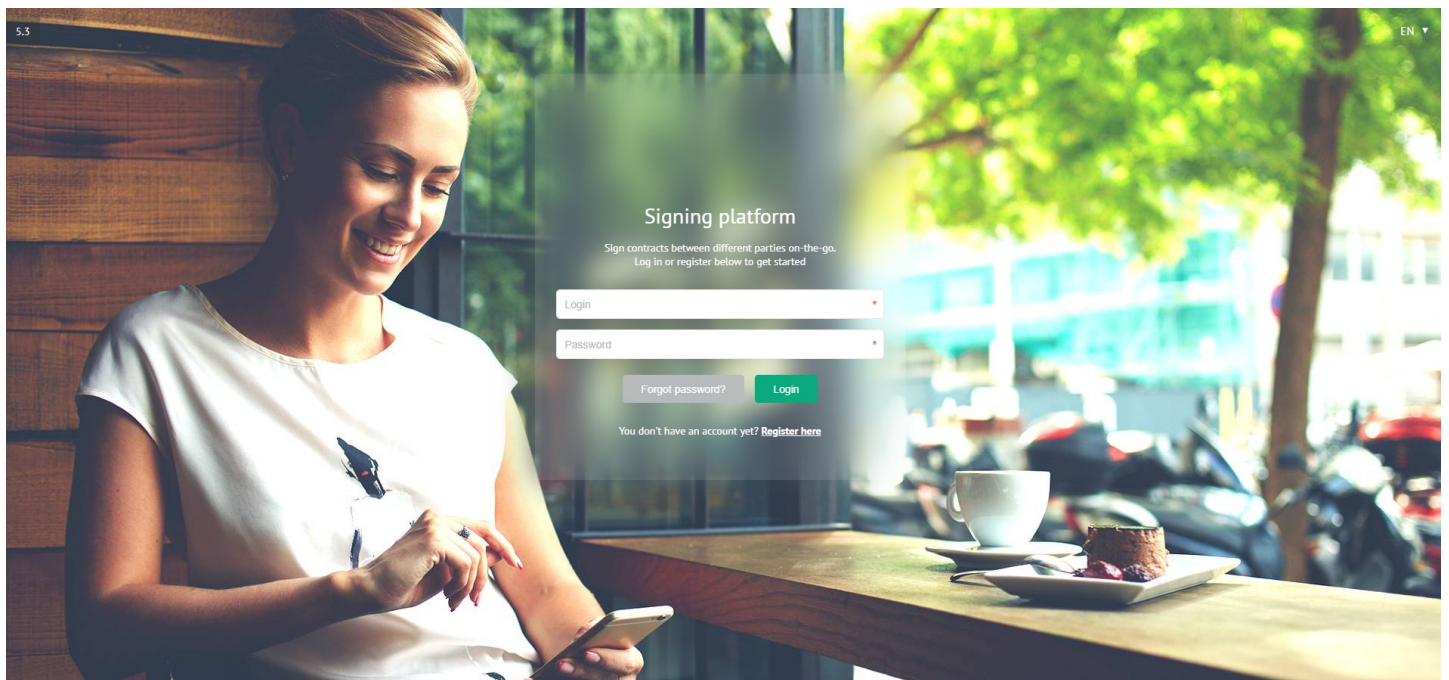 5.3
EN ▼
Signing platform
Sign contracts between different parties on-the-go.
Log in or register below to get started
Login *
Password *
Forgot password? Login
You don't have an account yet? Register here